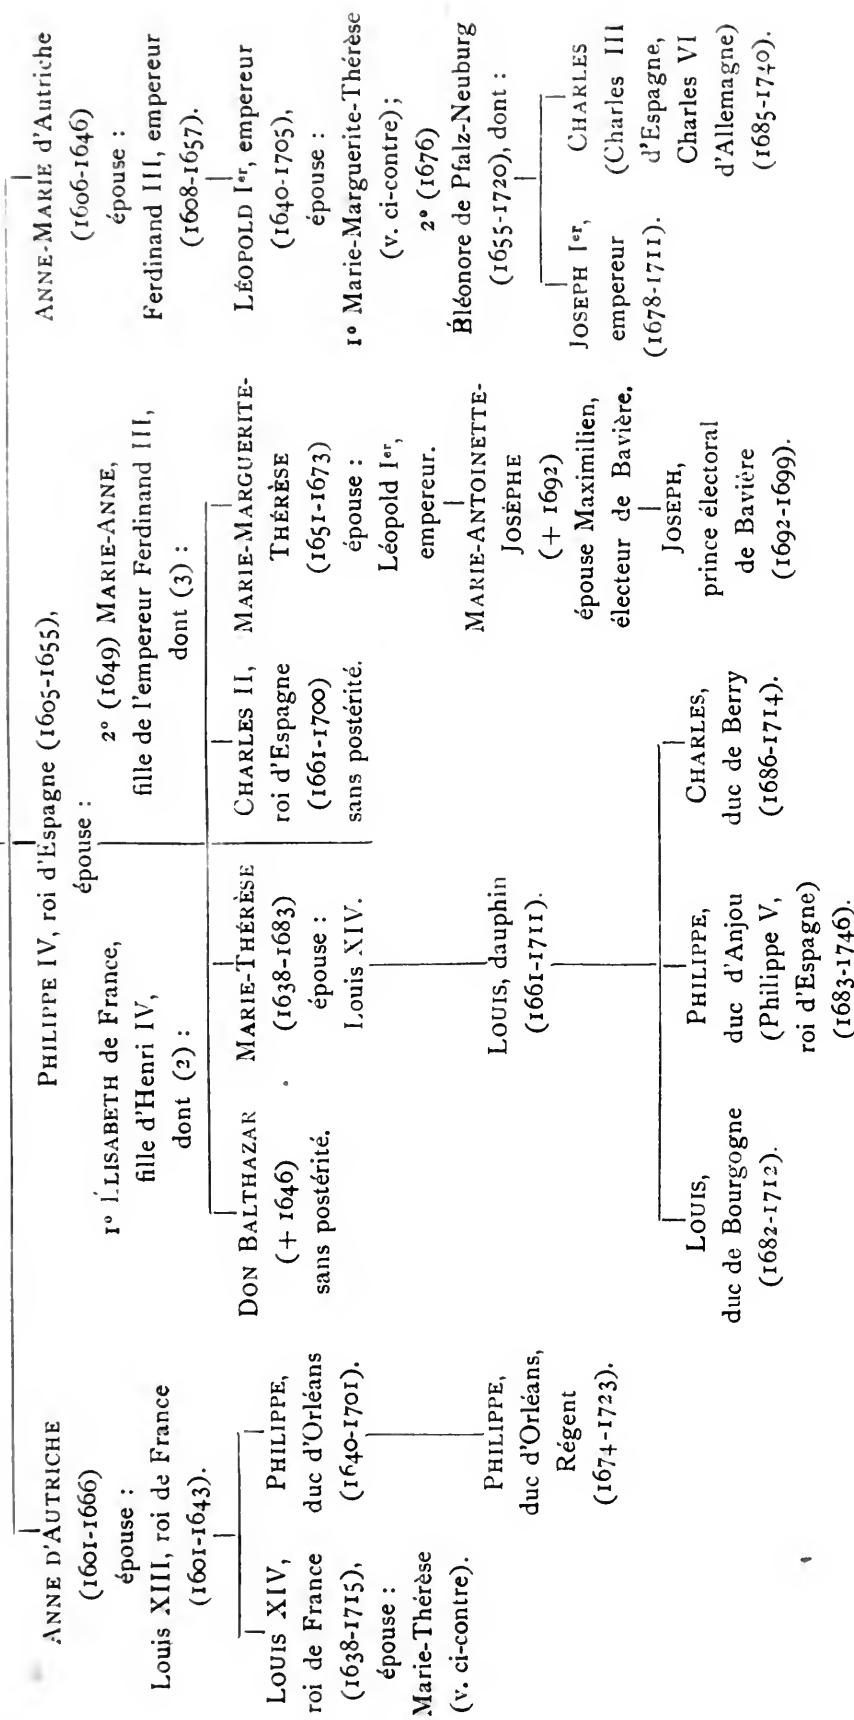 ANNE D'AUTRICHE
(1601-1666)
épouse :
Louis XIII, roi de France
(1601-1643).
LOUIS XIV,
roi de France
(1638-1715),
épouse :
Marie-Thérèse
(v. ci-contre).
PHILIPPE,
duc d'Orléans
(1640-1701).
PHILIPPE,
duc d'Orléans,
Régent
(1674-1723).
PHILIPPE IV, roi d'Espagne (1605-1655),
épouse :
1º ÉLISABETH de France,
fille d'Henri IV,
dont (2) :
2º (1649) MARIE-ANNE,
fille de l'empereur Ferdinand III,
dont (3) :
DON BALTHAZAR
(+ 1646)
sans postérité.
MARIE-THÉRÈSE
(1638-1683)
épouse :
Louis XIV.
LOUIS, dauphin
(1661-1711).
LOUIS,
duc de Bourgogne
(1682-1712).
PHILIPPE,
duc d'Anjou
(Philippe V,
roi d'Espagne)
(1683-1746).
CHARLES,
duc de Berry
(1686-1714).
CHARLES II,
roi d'Espagne
(1661-1700)
sans postérité.
MARIE-MARGUERITE-
THÉRÈSE
(1651-1673)
épouse :
Léopold Iᵉʳ,
empereur.
MARIE-ANTOINETTE-
JOSÈPHE
(+ 1692)
épouse Maximilien,
électeur de Bavière.
JOSEPH,
prince électoral
de Bavière
(1692-1699).
ANNE-MARIE d'Autriche
(1606-1646)
épouse :
Ferdinand III, empereur
(1608-1657).
LÉOPOLD Iᵉʳ, empereur
(1640-1705),
épouse :
1º Marie-Marguerite-Thérèse
(v. ci-contre) ;
2º (1676)
Éléonore de Pfalz-Neuburg
(1655-1720), dont :
JOSEPH Iᵉʳ,
empereur
(1678-1711).
CHARLES
(Charles III
d'Espagne,
Charles VI
d'Allemagne)
(1685-1740).